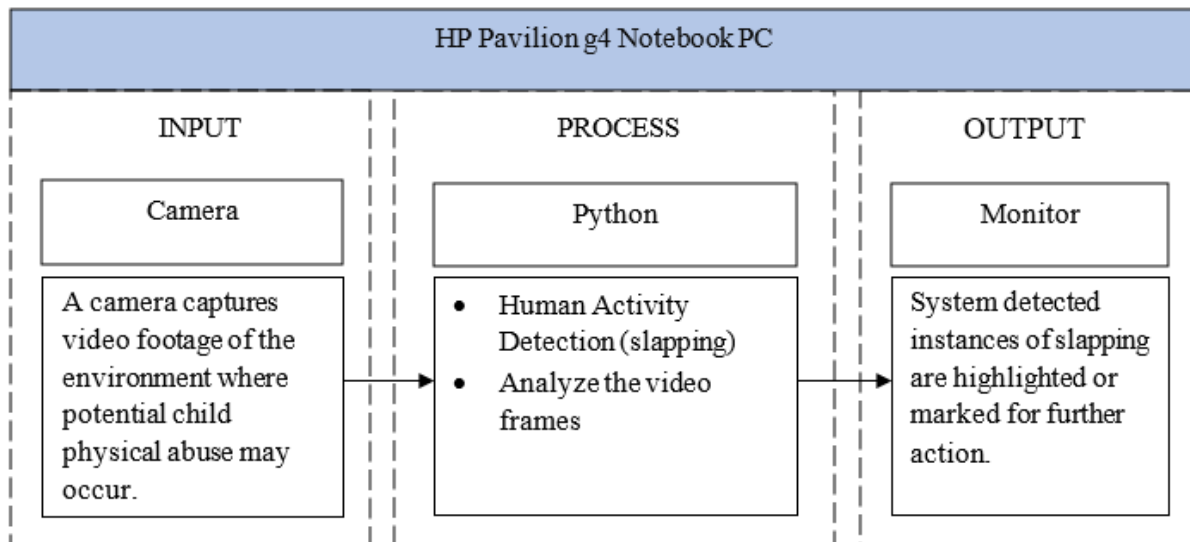 HP Pavilion g4 Notebook PC
INPUT
Camera
A camera captures
video footage of the
environment where
potential child
physical abuse may
occur.
PROCESS
Python
• Human Activity
Detection (slapping)
• Analyze the video
frames
OUTPUT
Monitor
System detected
instances of slapping
are highlighted or
marked for further
action.